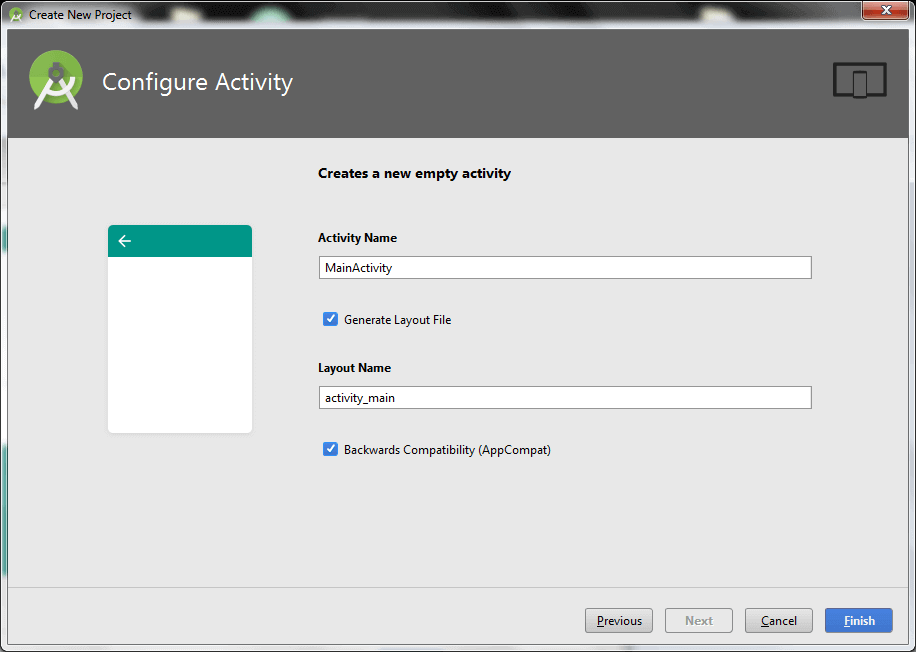 Create New Project
Configure Activity
Creates a new empty activity
Activity Name
MainActivity
Generate Layout File
Layout Name
activity_main
Backwards Compatibility (AppCompat)
Previous Next Cancel Finish